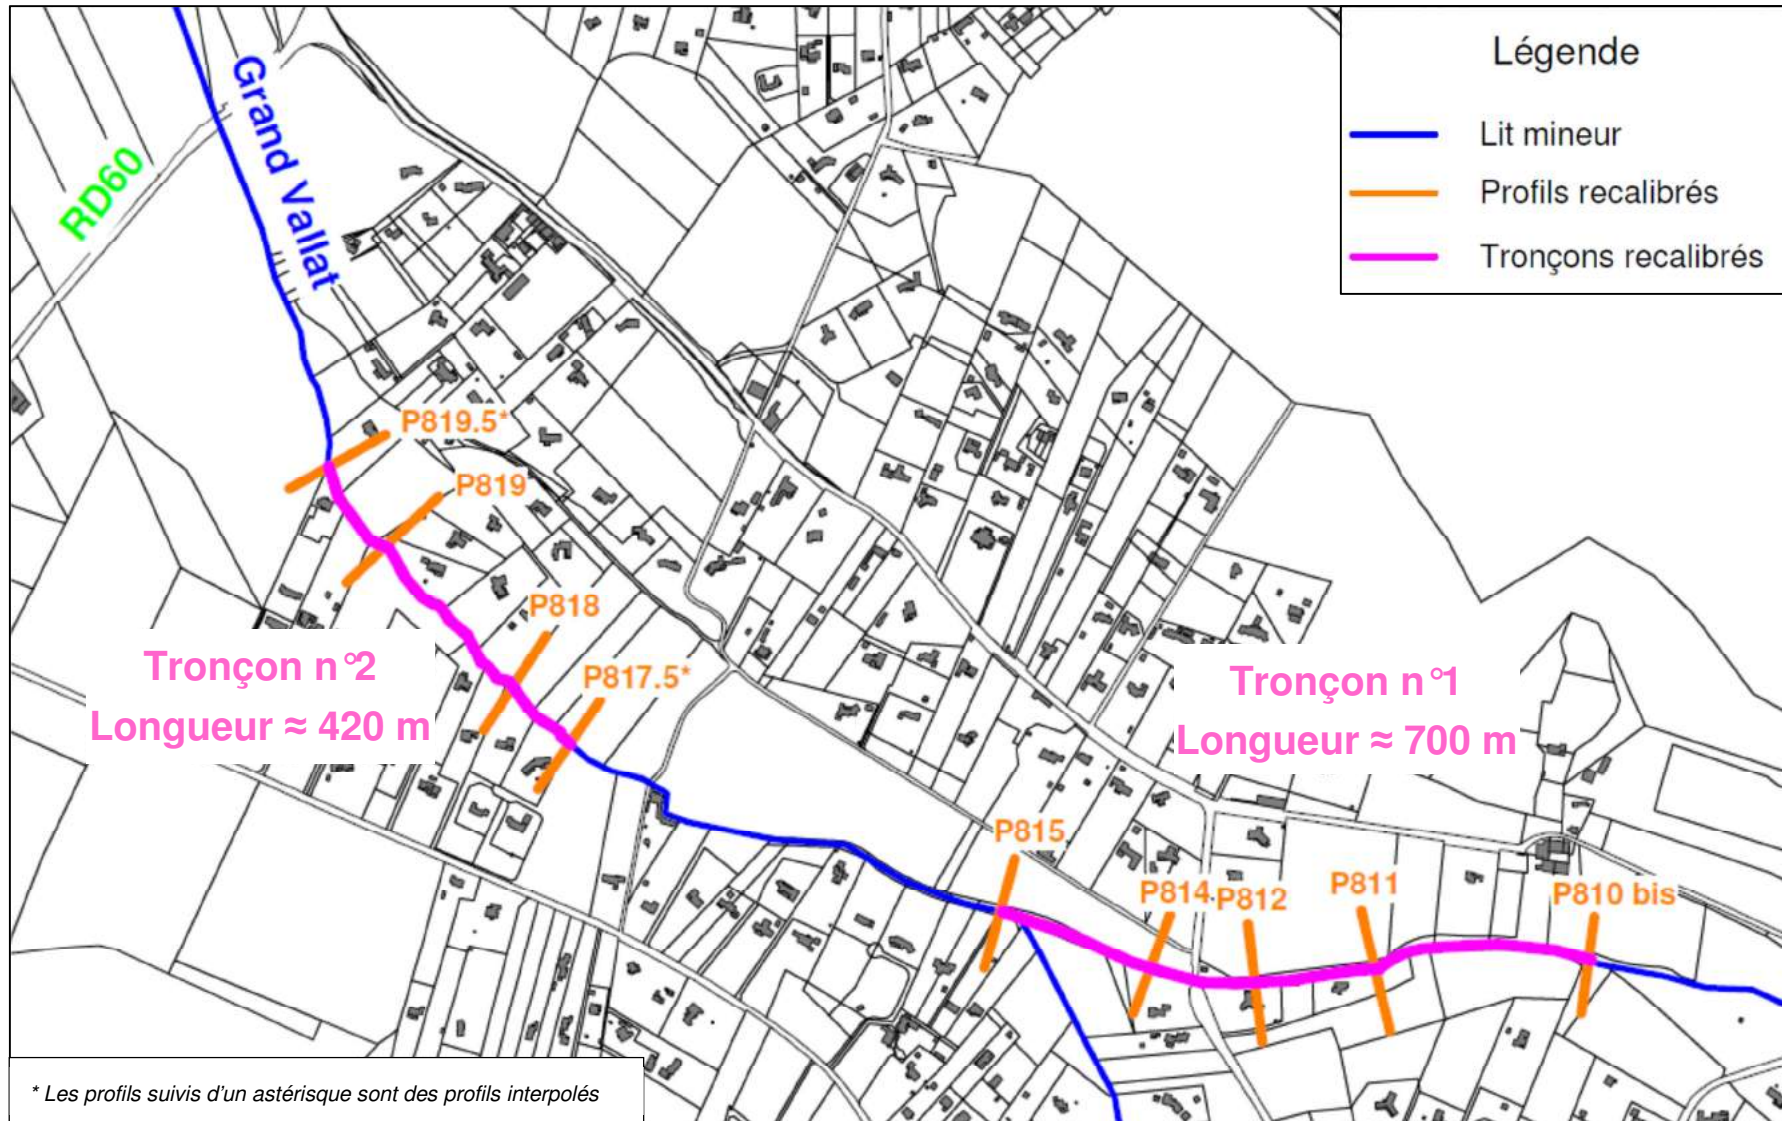 Légende
Lit mineur
Profils recalibrés
Tronçons recalibrés
Grand Vallat
RD60
P819.5*
P819
P818
P817.5*
Tronçon n°2
Longueur ≈ 420 m
Tronçon n°1
Longueur ≈ 700 m
P815
P814
P812
P811
P810 bis
* Les profils suivis d'un astérisque sont des profils interpolés